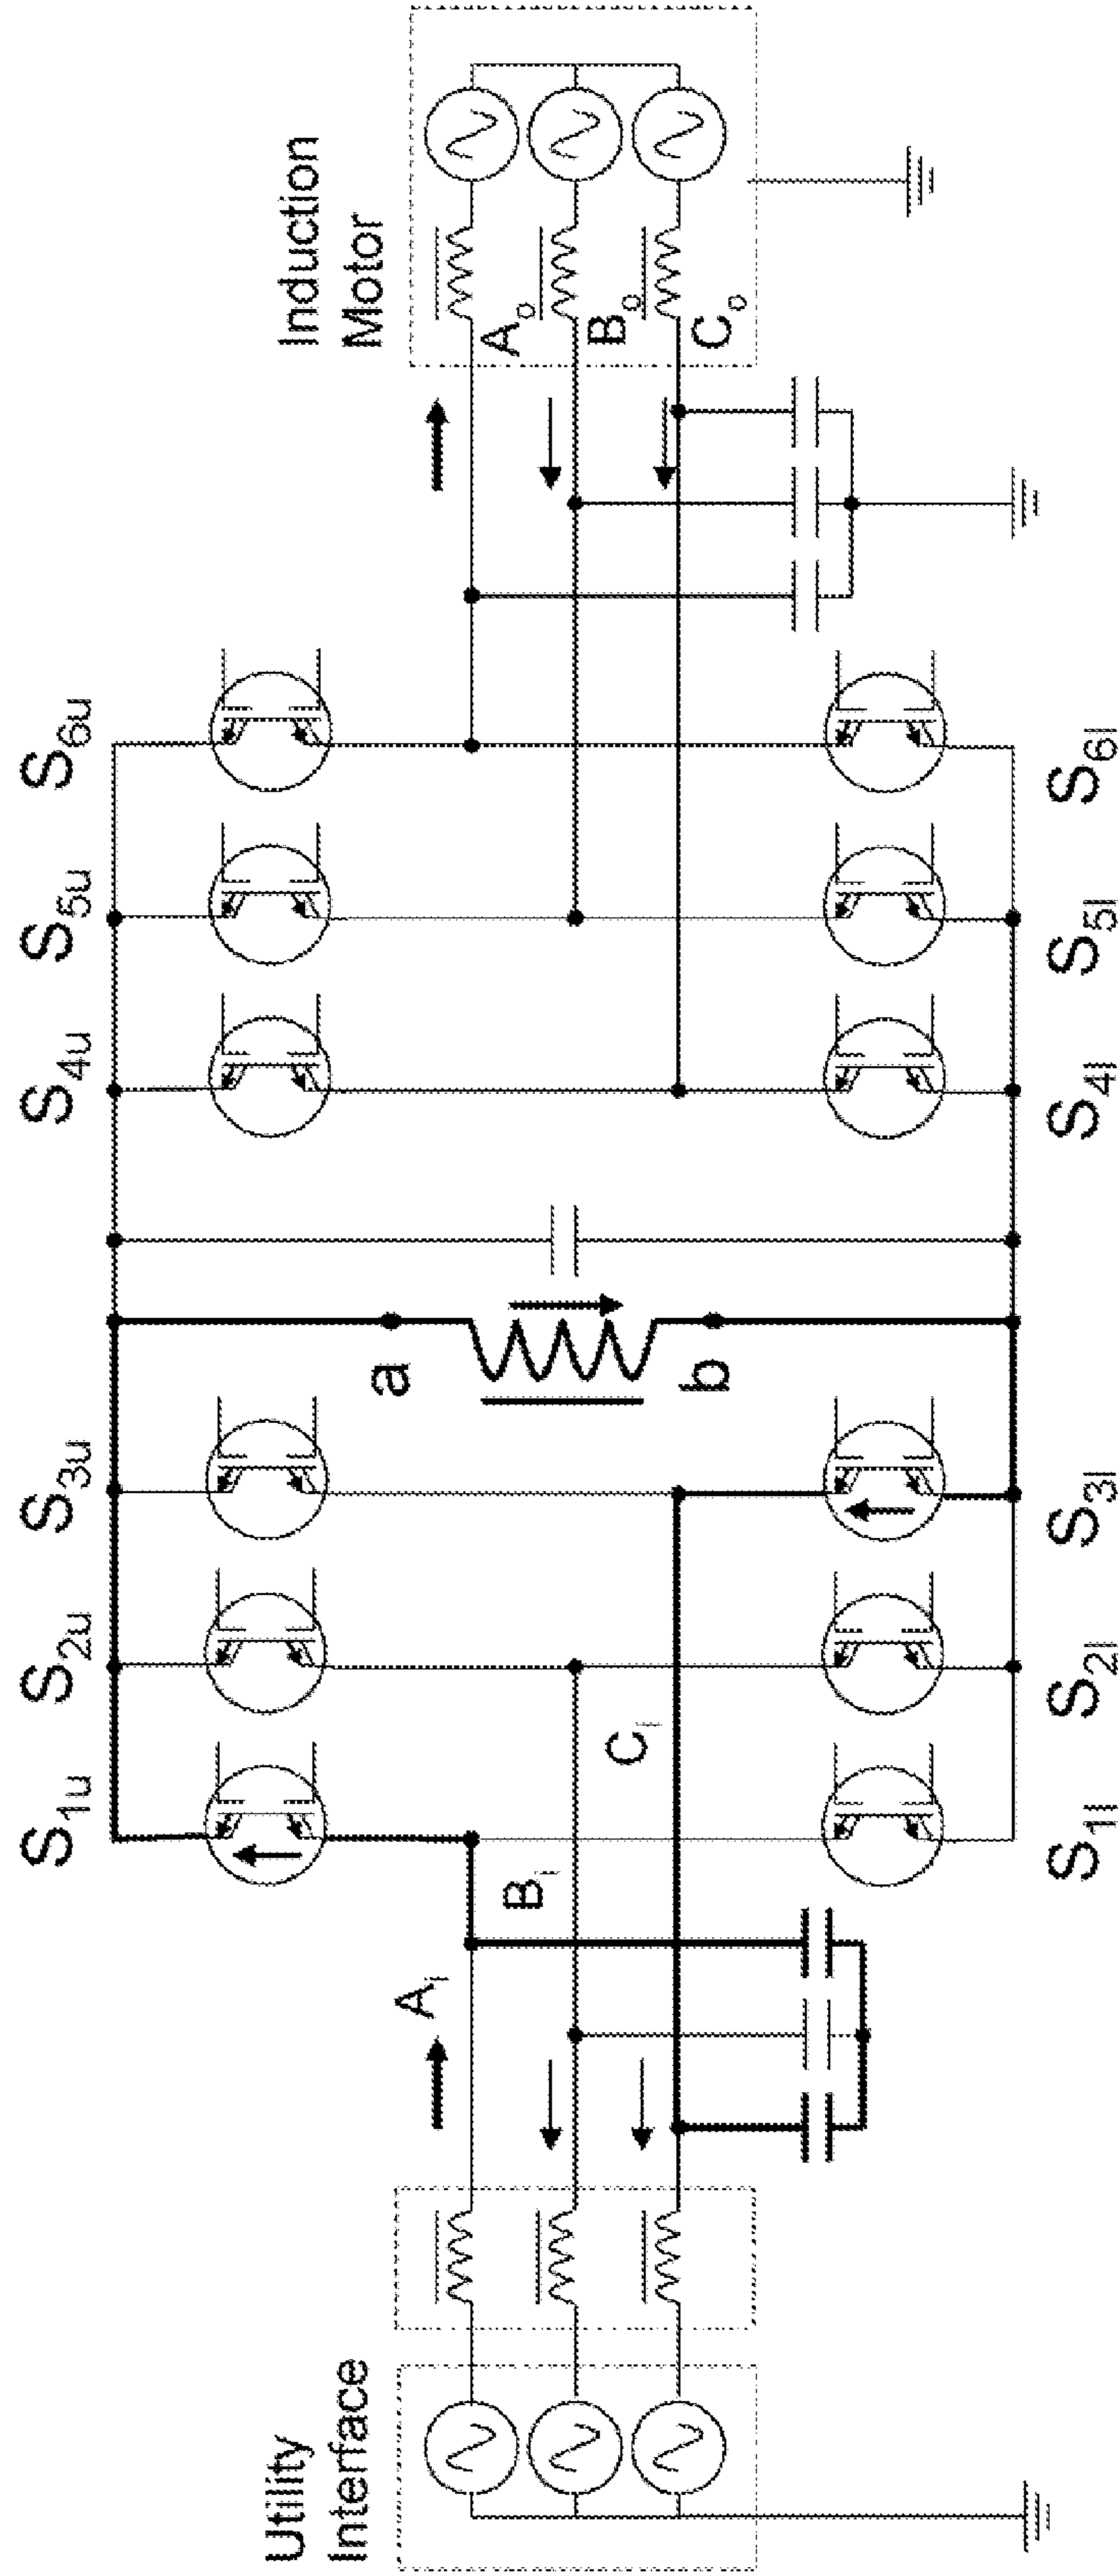 Utility
Interface
Induction
Motor
S1u
S2u
S3u
S4u
S5u
S6u
Ai
Bi
Ci
a
b
Ao
Bo
Co
S1l
S2l
S3l
S4l
S5l
S6l